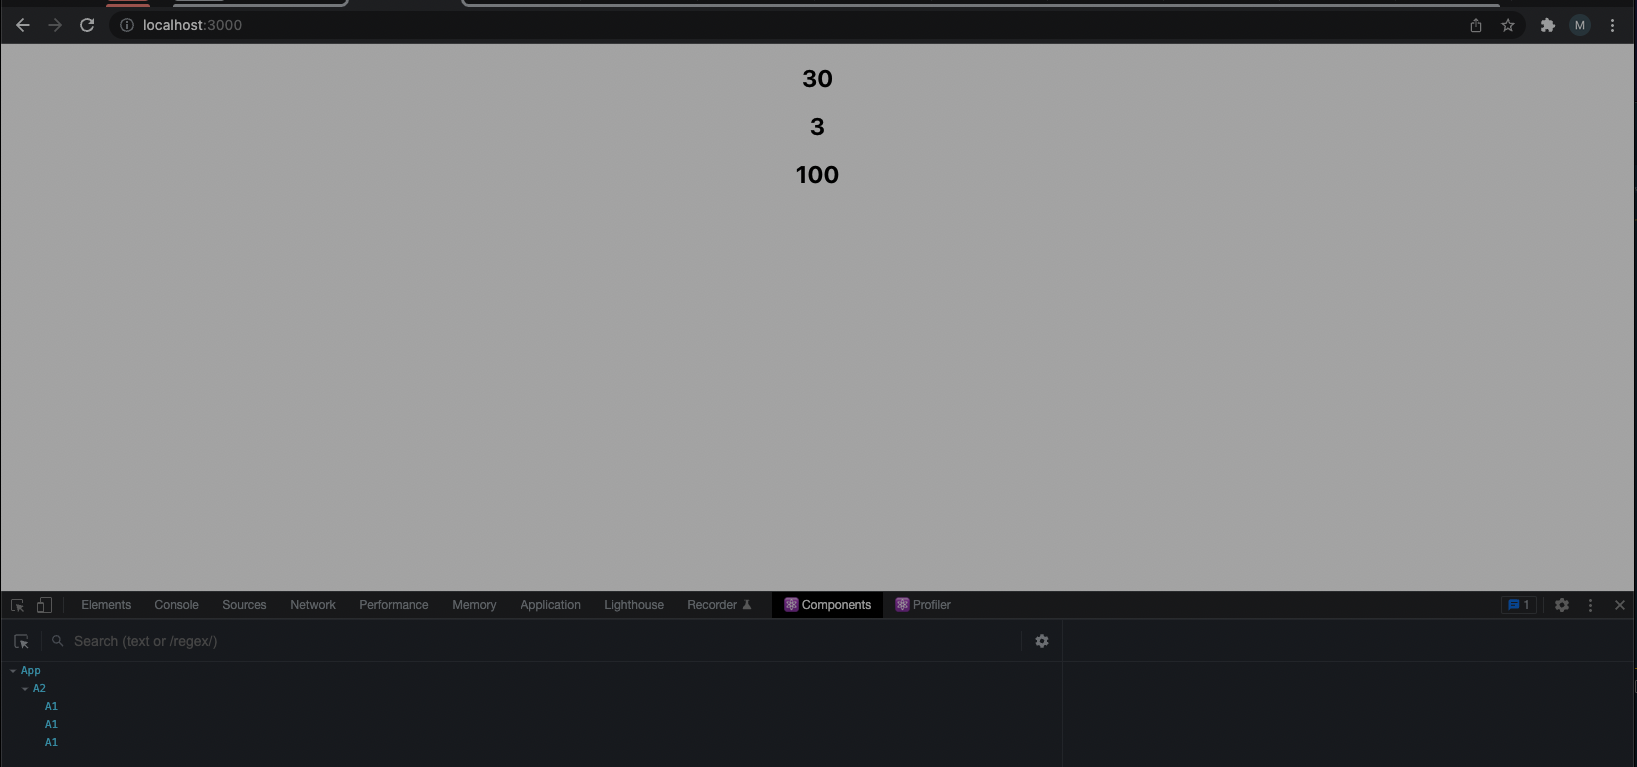 localhost:3000
M
30
3
100
Elements Console Sources Network Performance Memory Application Lighthouse Recorder Components Profiler 1
Search (text or /regex/)
App
A2
A1
A1
A1